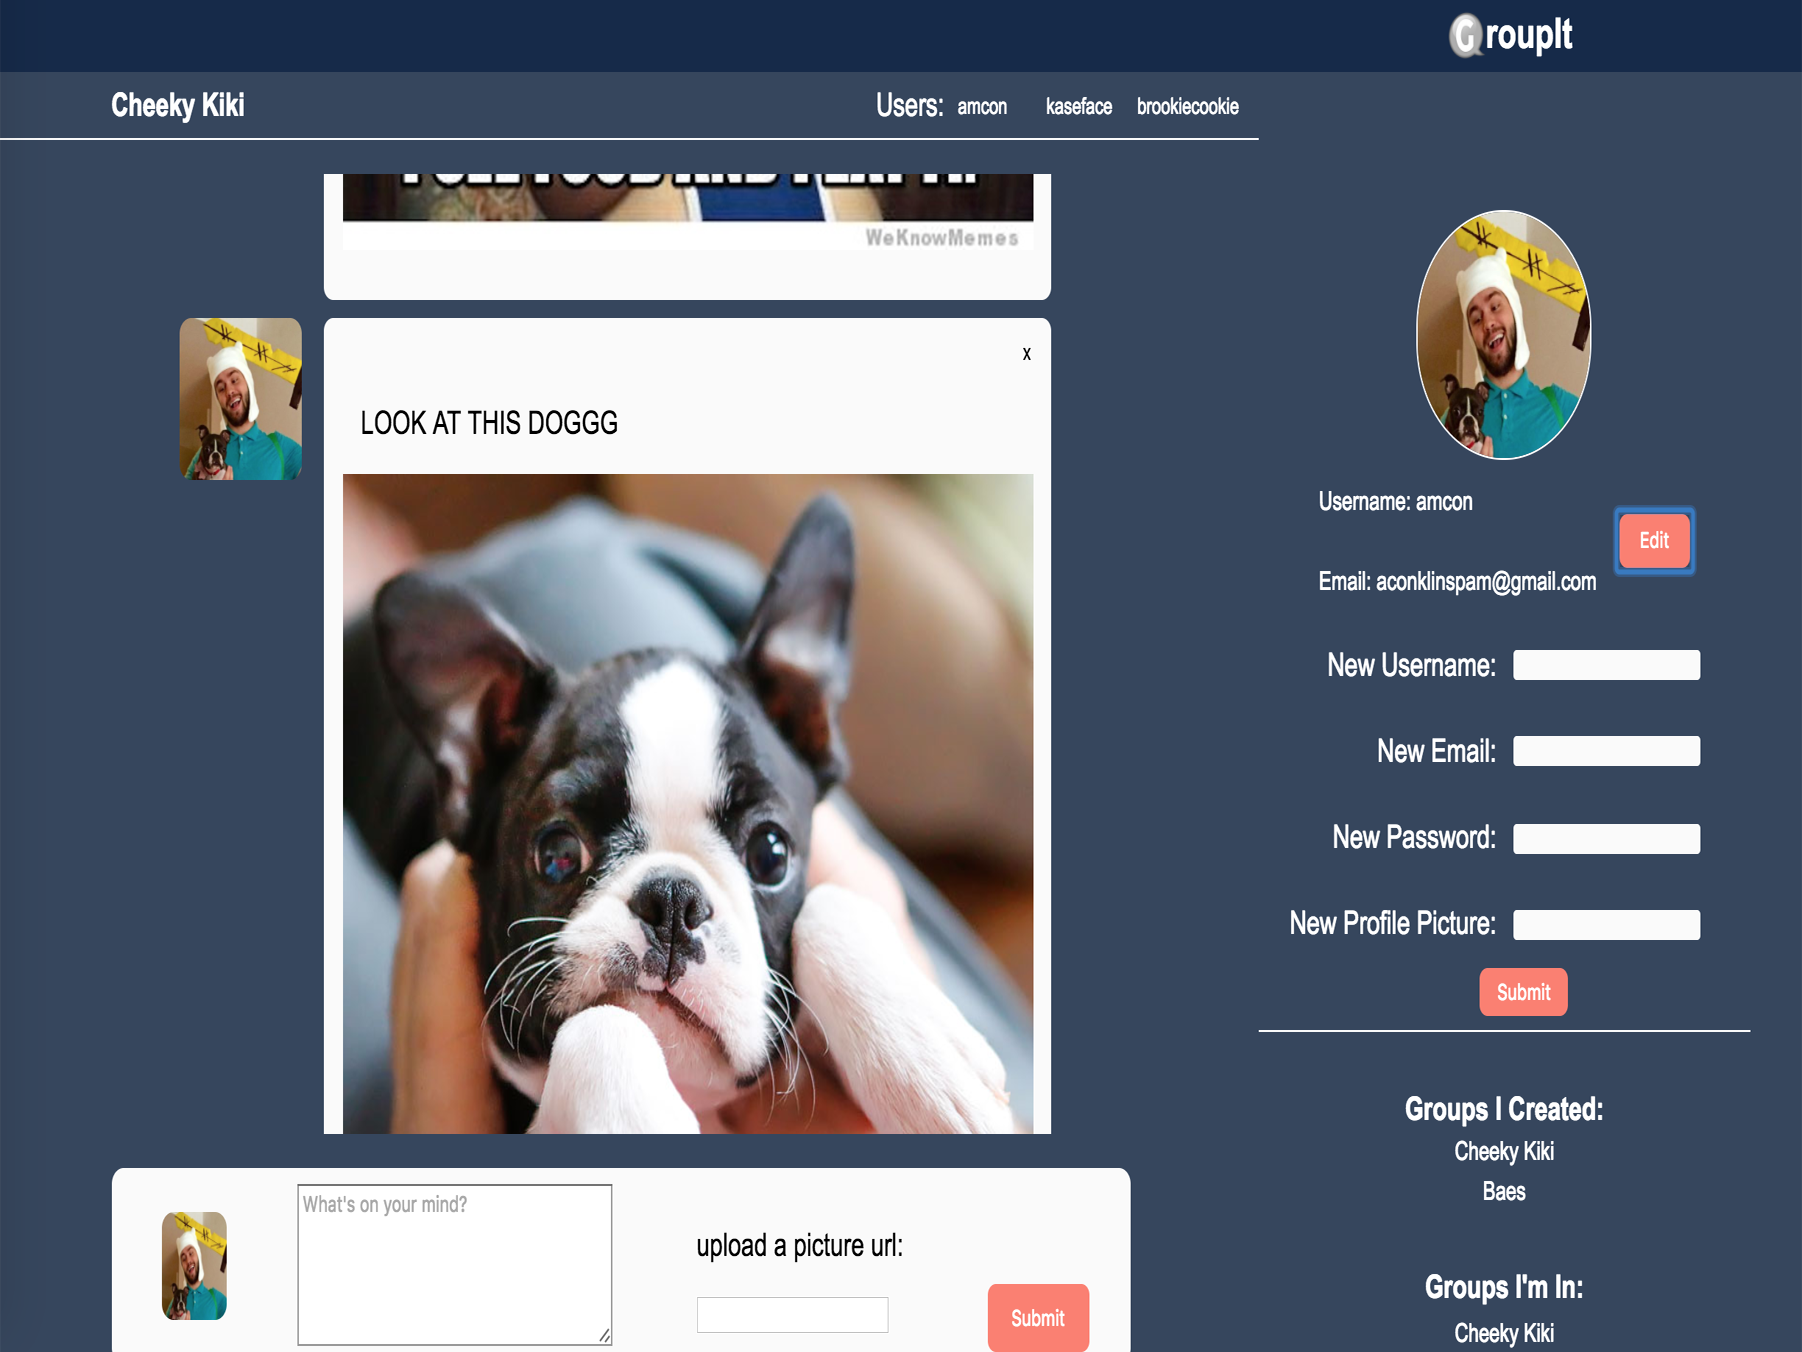 GroupIt
Cheeky Kiki
Users: amcon kaseface brookiecookie
WeKnowMemes
x
LOOK AT THIS DOGGG
Username: amcon
Edit
Email: aconklinspam@gmail.com
New Username:
New Email:
New Password:
New Profile Picture:
Submit
Groups I Created:
Cheeky Kiki
Baes
Groups I'm In:
Cheeky Kiki
What's on your mind?
upload a picture url:
Submit